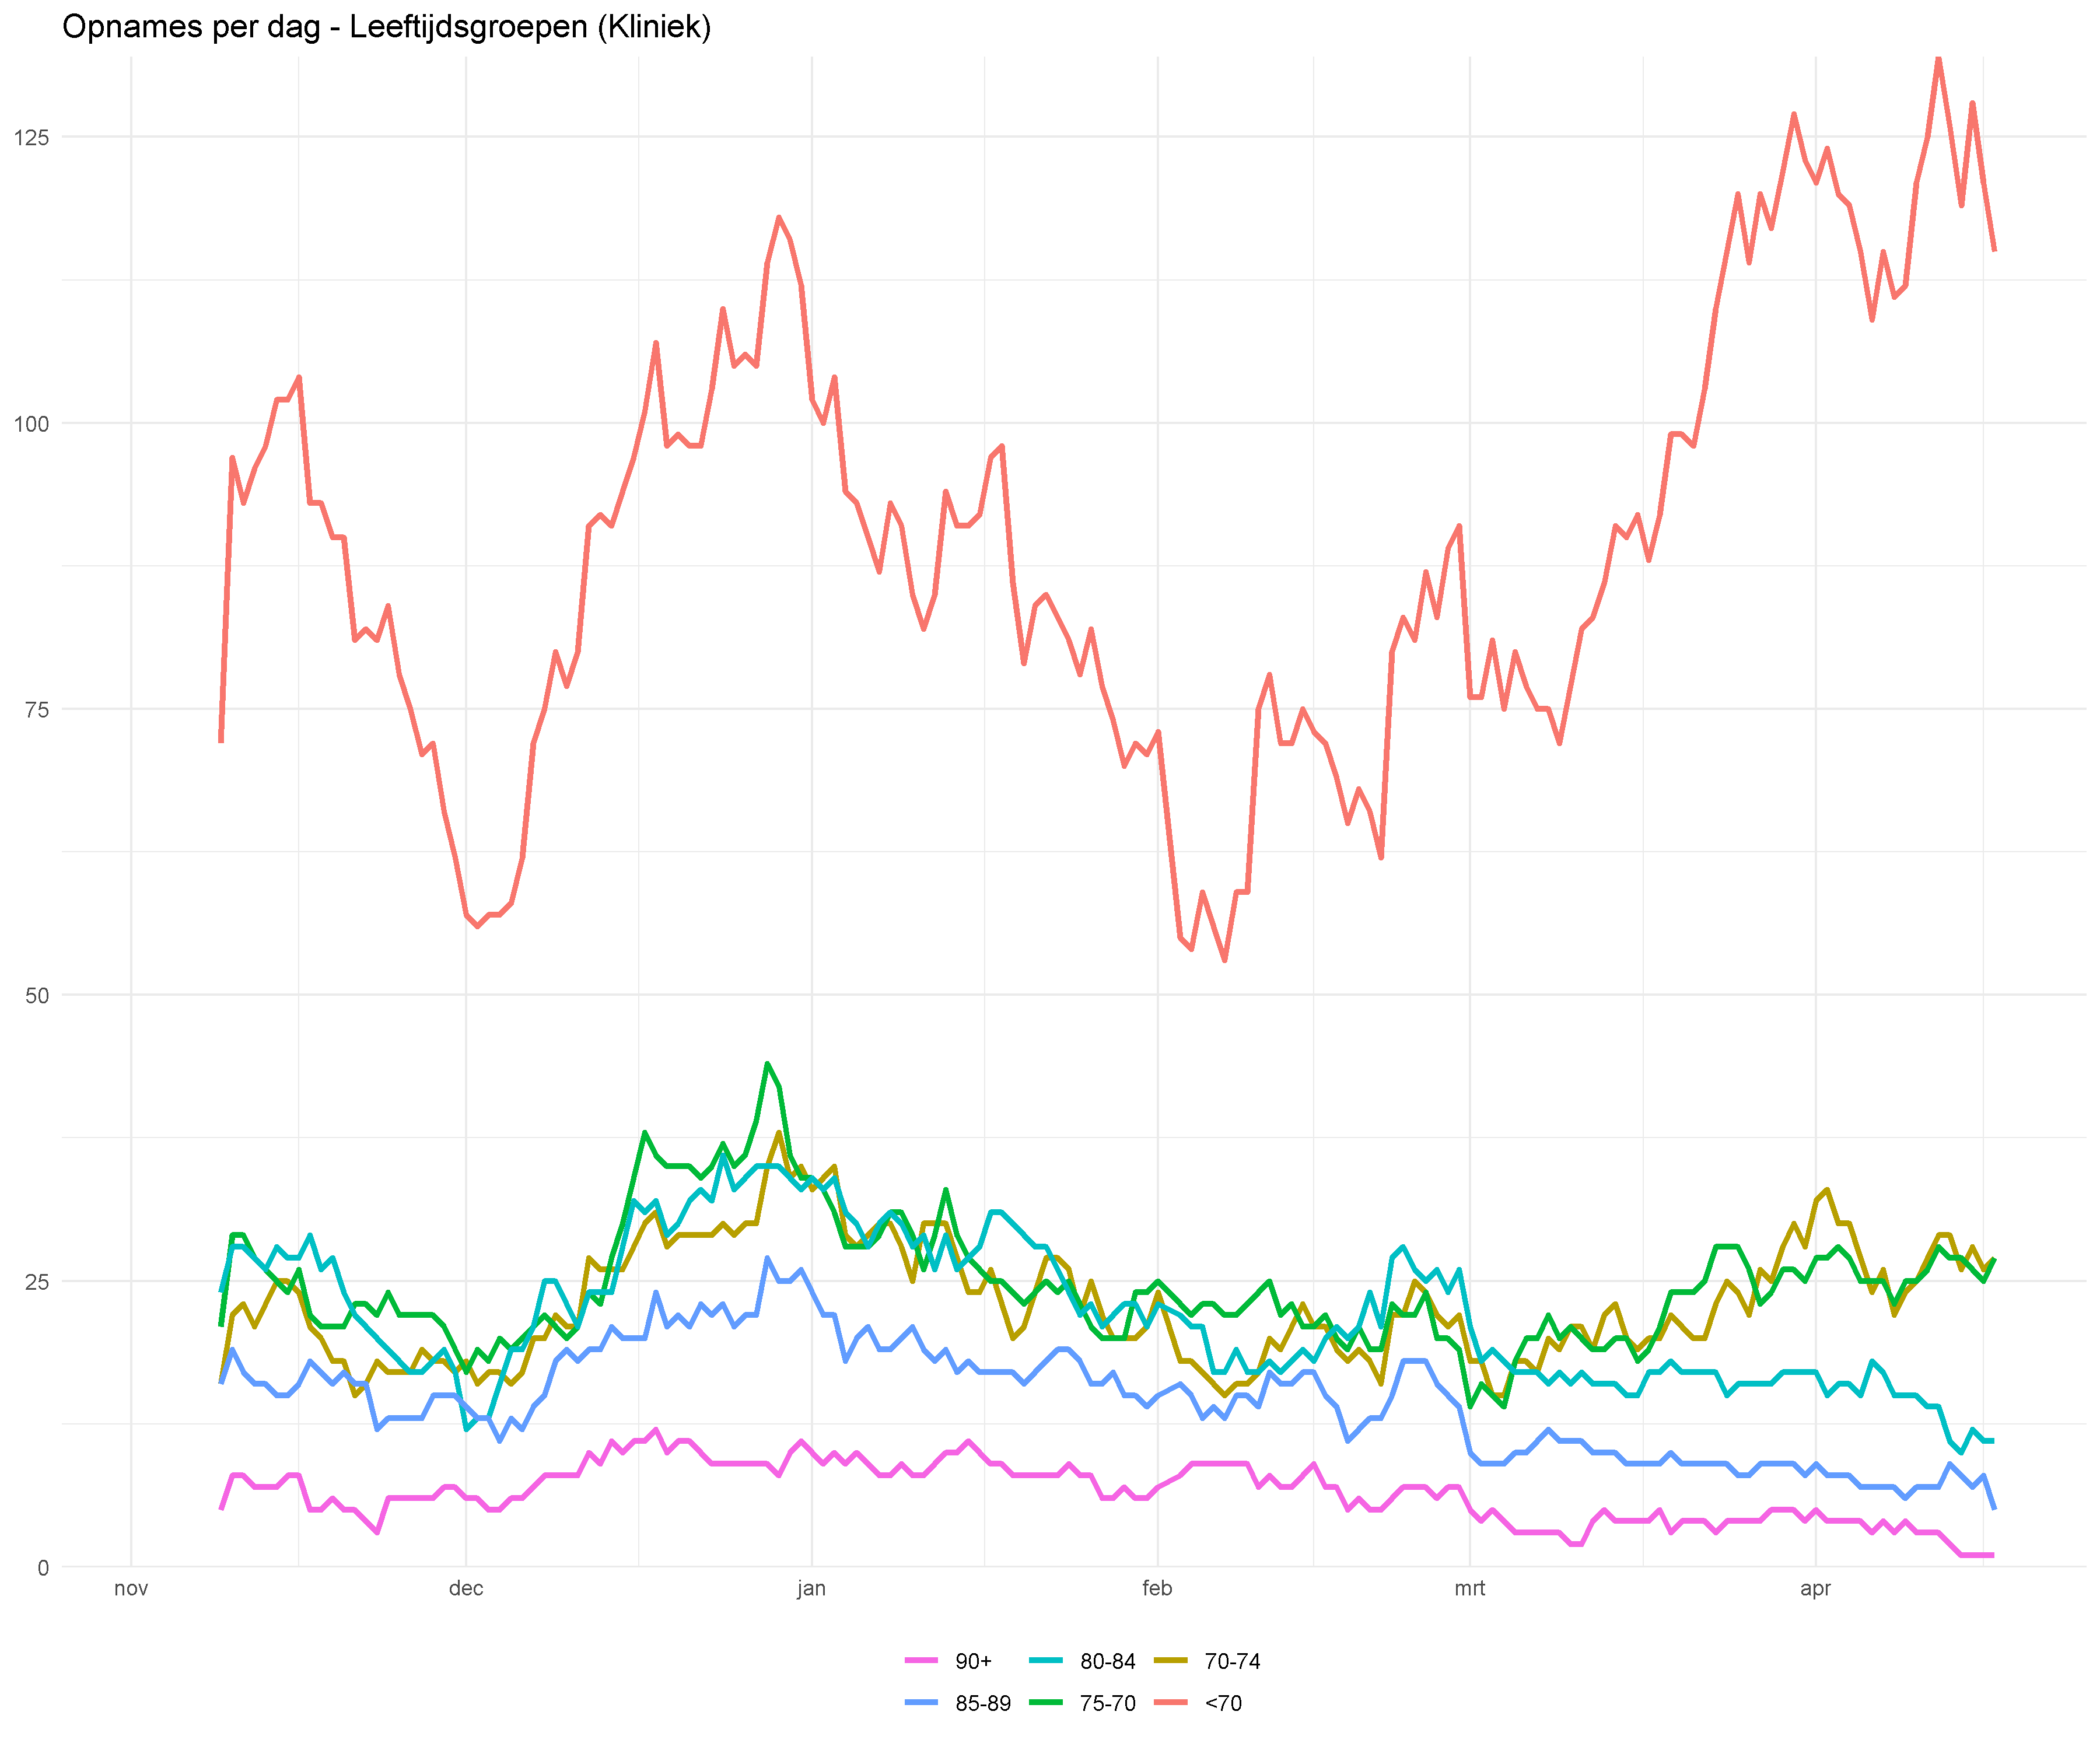 Opnames per dag - Leeftijdsgroepen (Kliniek)
125
100
75
50
25
0
nov dec jan feb mrt apr
90+ 80-84 70-74
85-89 75-70 <70